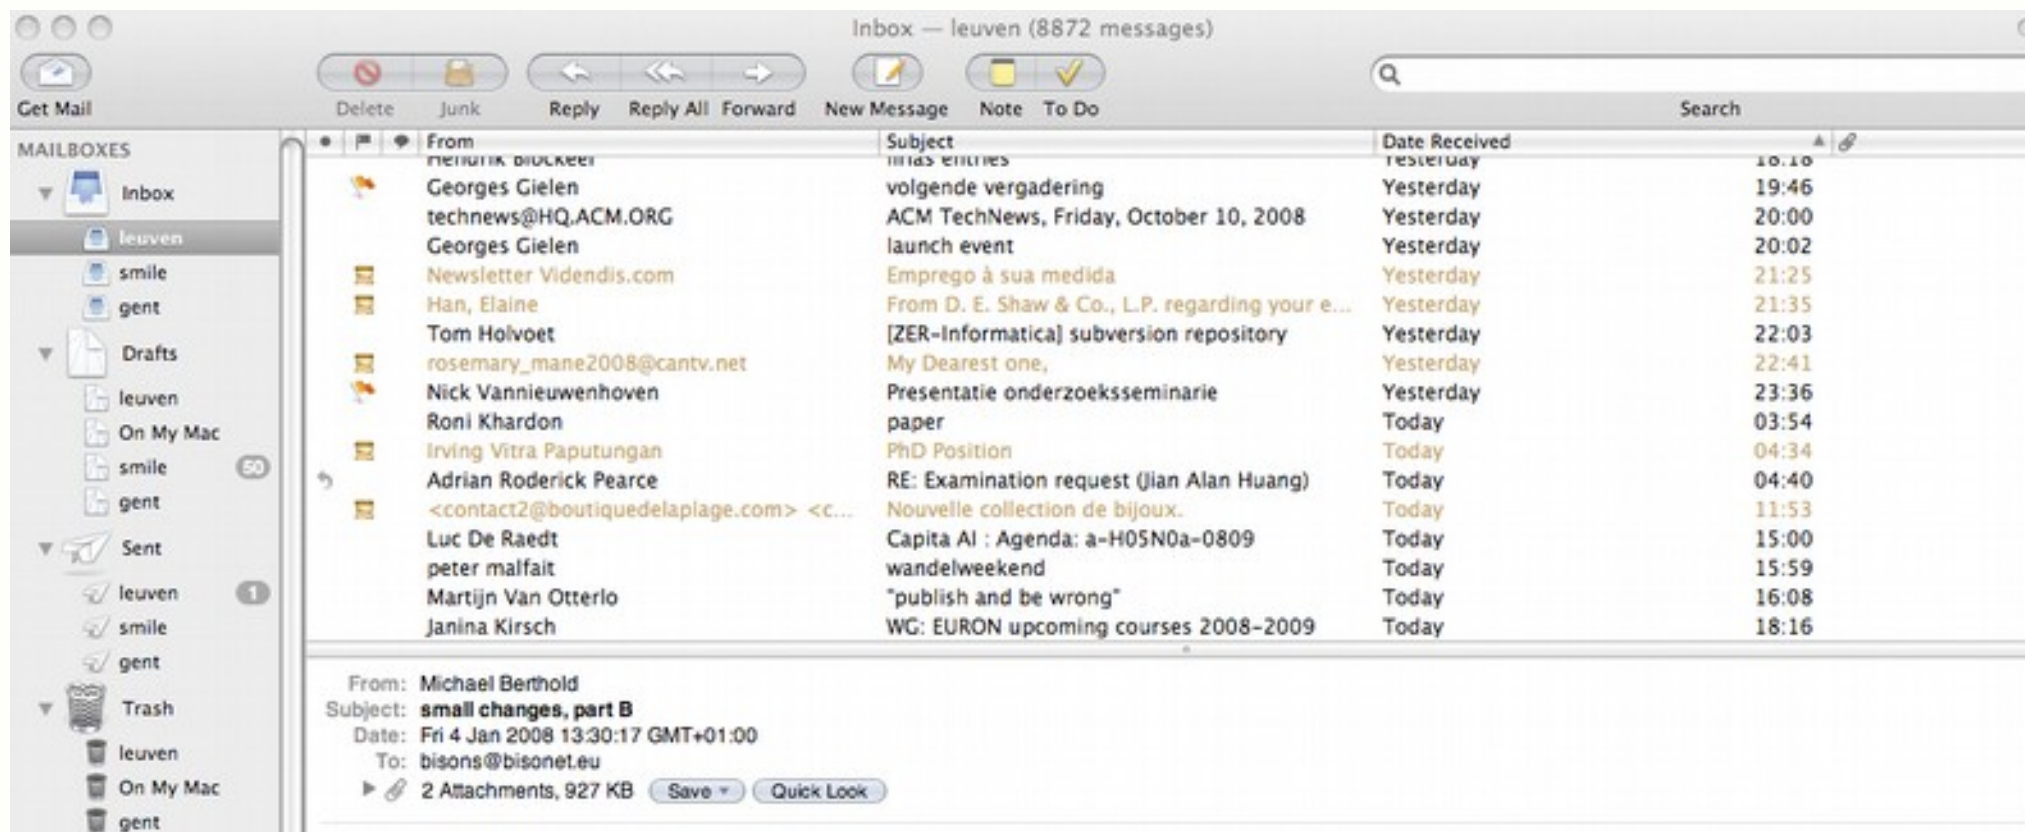 Inbox — leuven (8872 messages)
Get Mail Delete Junk Reply Reply All Forward New Message Note To Do Search
MAILBOXES
Inbox
leuven
smile
gent
Drafts
leuven
On My Mac
smile 50
gent
Sent
leuven 1
smile
gent
Trash
leuven
On My Mac
gent
From Subject Date Received
Hendrik Blockeel entries Yesterday 18:18
Georges Gielen volgende vergadering Yesterday 19:46
technews@HQ.ACM.ORG ACM TechNews, Friday, October 10, 2008 Yesterday 20:00
Georges Gielen launch event Yesterday 20:02
Newsletter Videndis.com Emprego à sua medida Yesterday 21:25
Han, Elaine From D. E. Shaw & Co., L.P. regarding your e... Yesterday 21:35
Tom Holvoet [ZER-Informatica] subversion repository Yesterday 22:03
rosemary_mane2008@cantv.net My Dearest one, Yesterday 22:41
Nick Vannieuwenhoven Presentatie onderzoeksseminarie Yesterday 23:36
Roni Khardon paper Today 03:54
Irving Vitra Paputungan PhD Position Today 04:34
Adrian Roderick Pearce RE: Examination request (Jian Alan Huang) Today 04:40
<contact2@boutiquedelaplage.com> <c... Nouvelle collection de bijoux. Today 11:53
Luc De Raedt Capita AI : Agenda: a-H05N0a-0809 Today 15:00
peter malfait wandelweekend Today 15:59
Martijn Van Otterlo "publish and be wrong" Today 16:08
Janina Kirsch WG: EURON upcoming courses 2008-2009 Today 18:16
From: Michael Berthold
Subject: small changes, part B
Date: Fri 4 Jan 2008 13:30:17 GMT+01:00
To: bisons@bisonet.eu
2 Attachments, 927 KB Save Quick Look